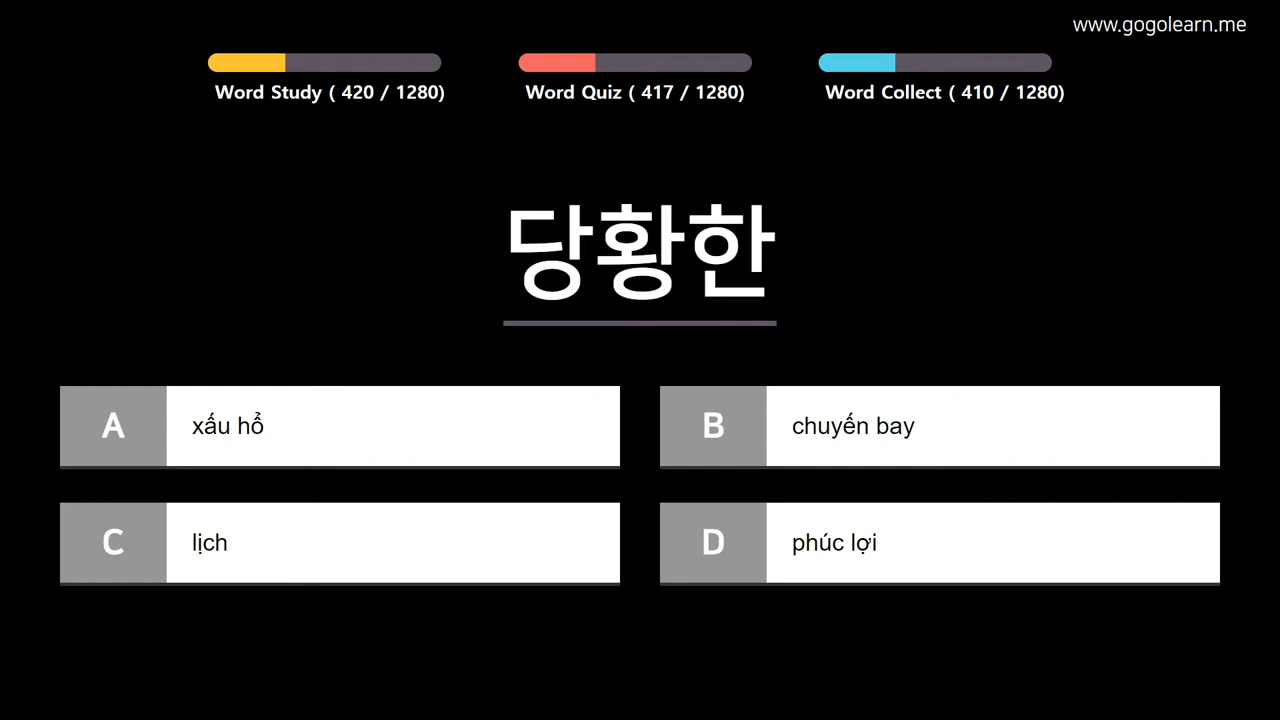 www.gogolearn.me
Word Study ( 420 / 1280)
Word Quiz ( 417 / 1280)
Word Collect ( 410 / 1280)
당황한
A xấu hổ
B chuyến bay
C lịch
D phúc lợi